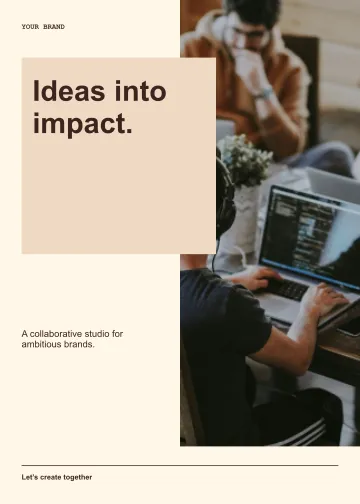 YOUR BRAND
Ideas into
impact.
A collaborative studio for
ambitious brands.
Let's create together